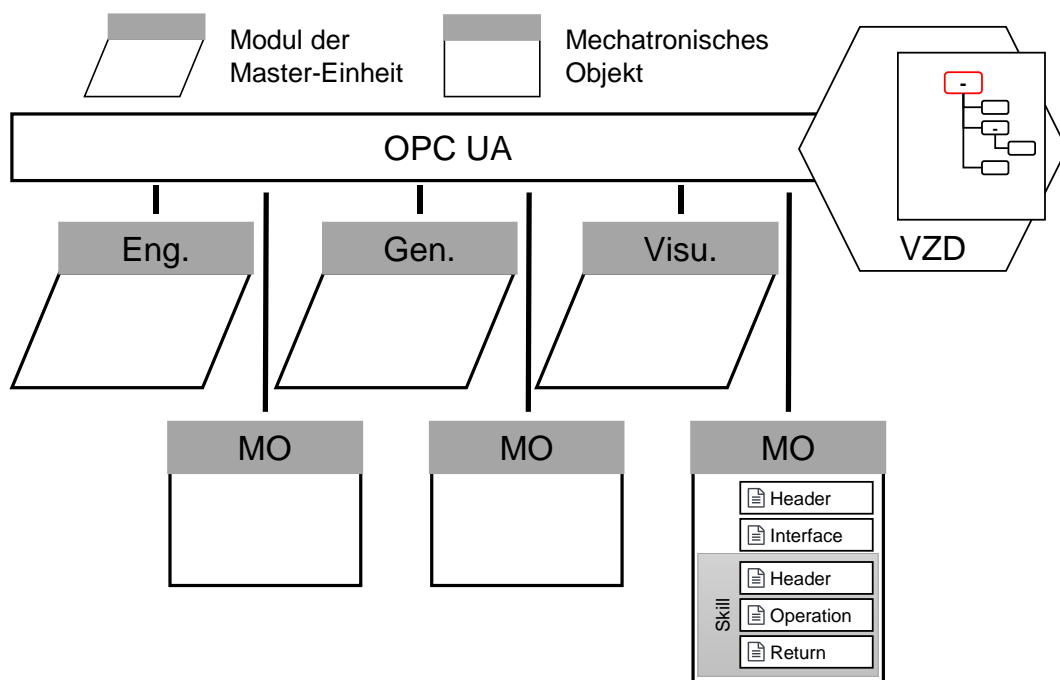 Modul der
Master-Einheit
Mechatronisches
Objekt
-
-
OPC UA
VZD
Eng.
Gen.
Visu.
MO
MO
MO
Header
Interface
Skill
Header
Operation
Return